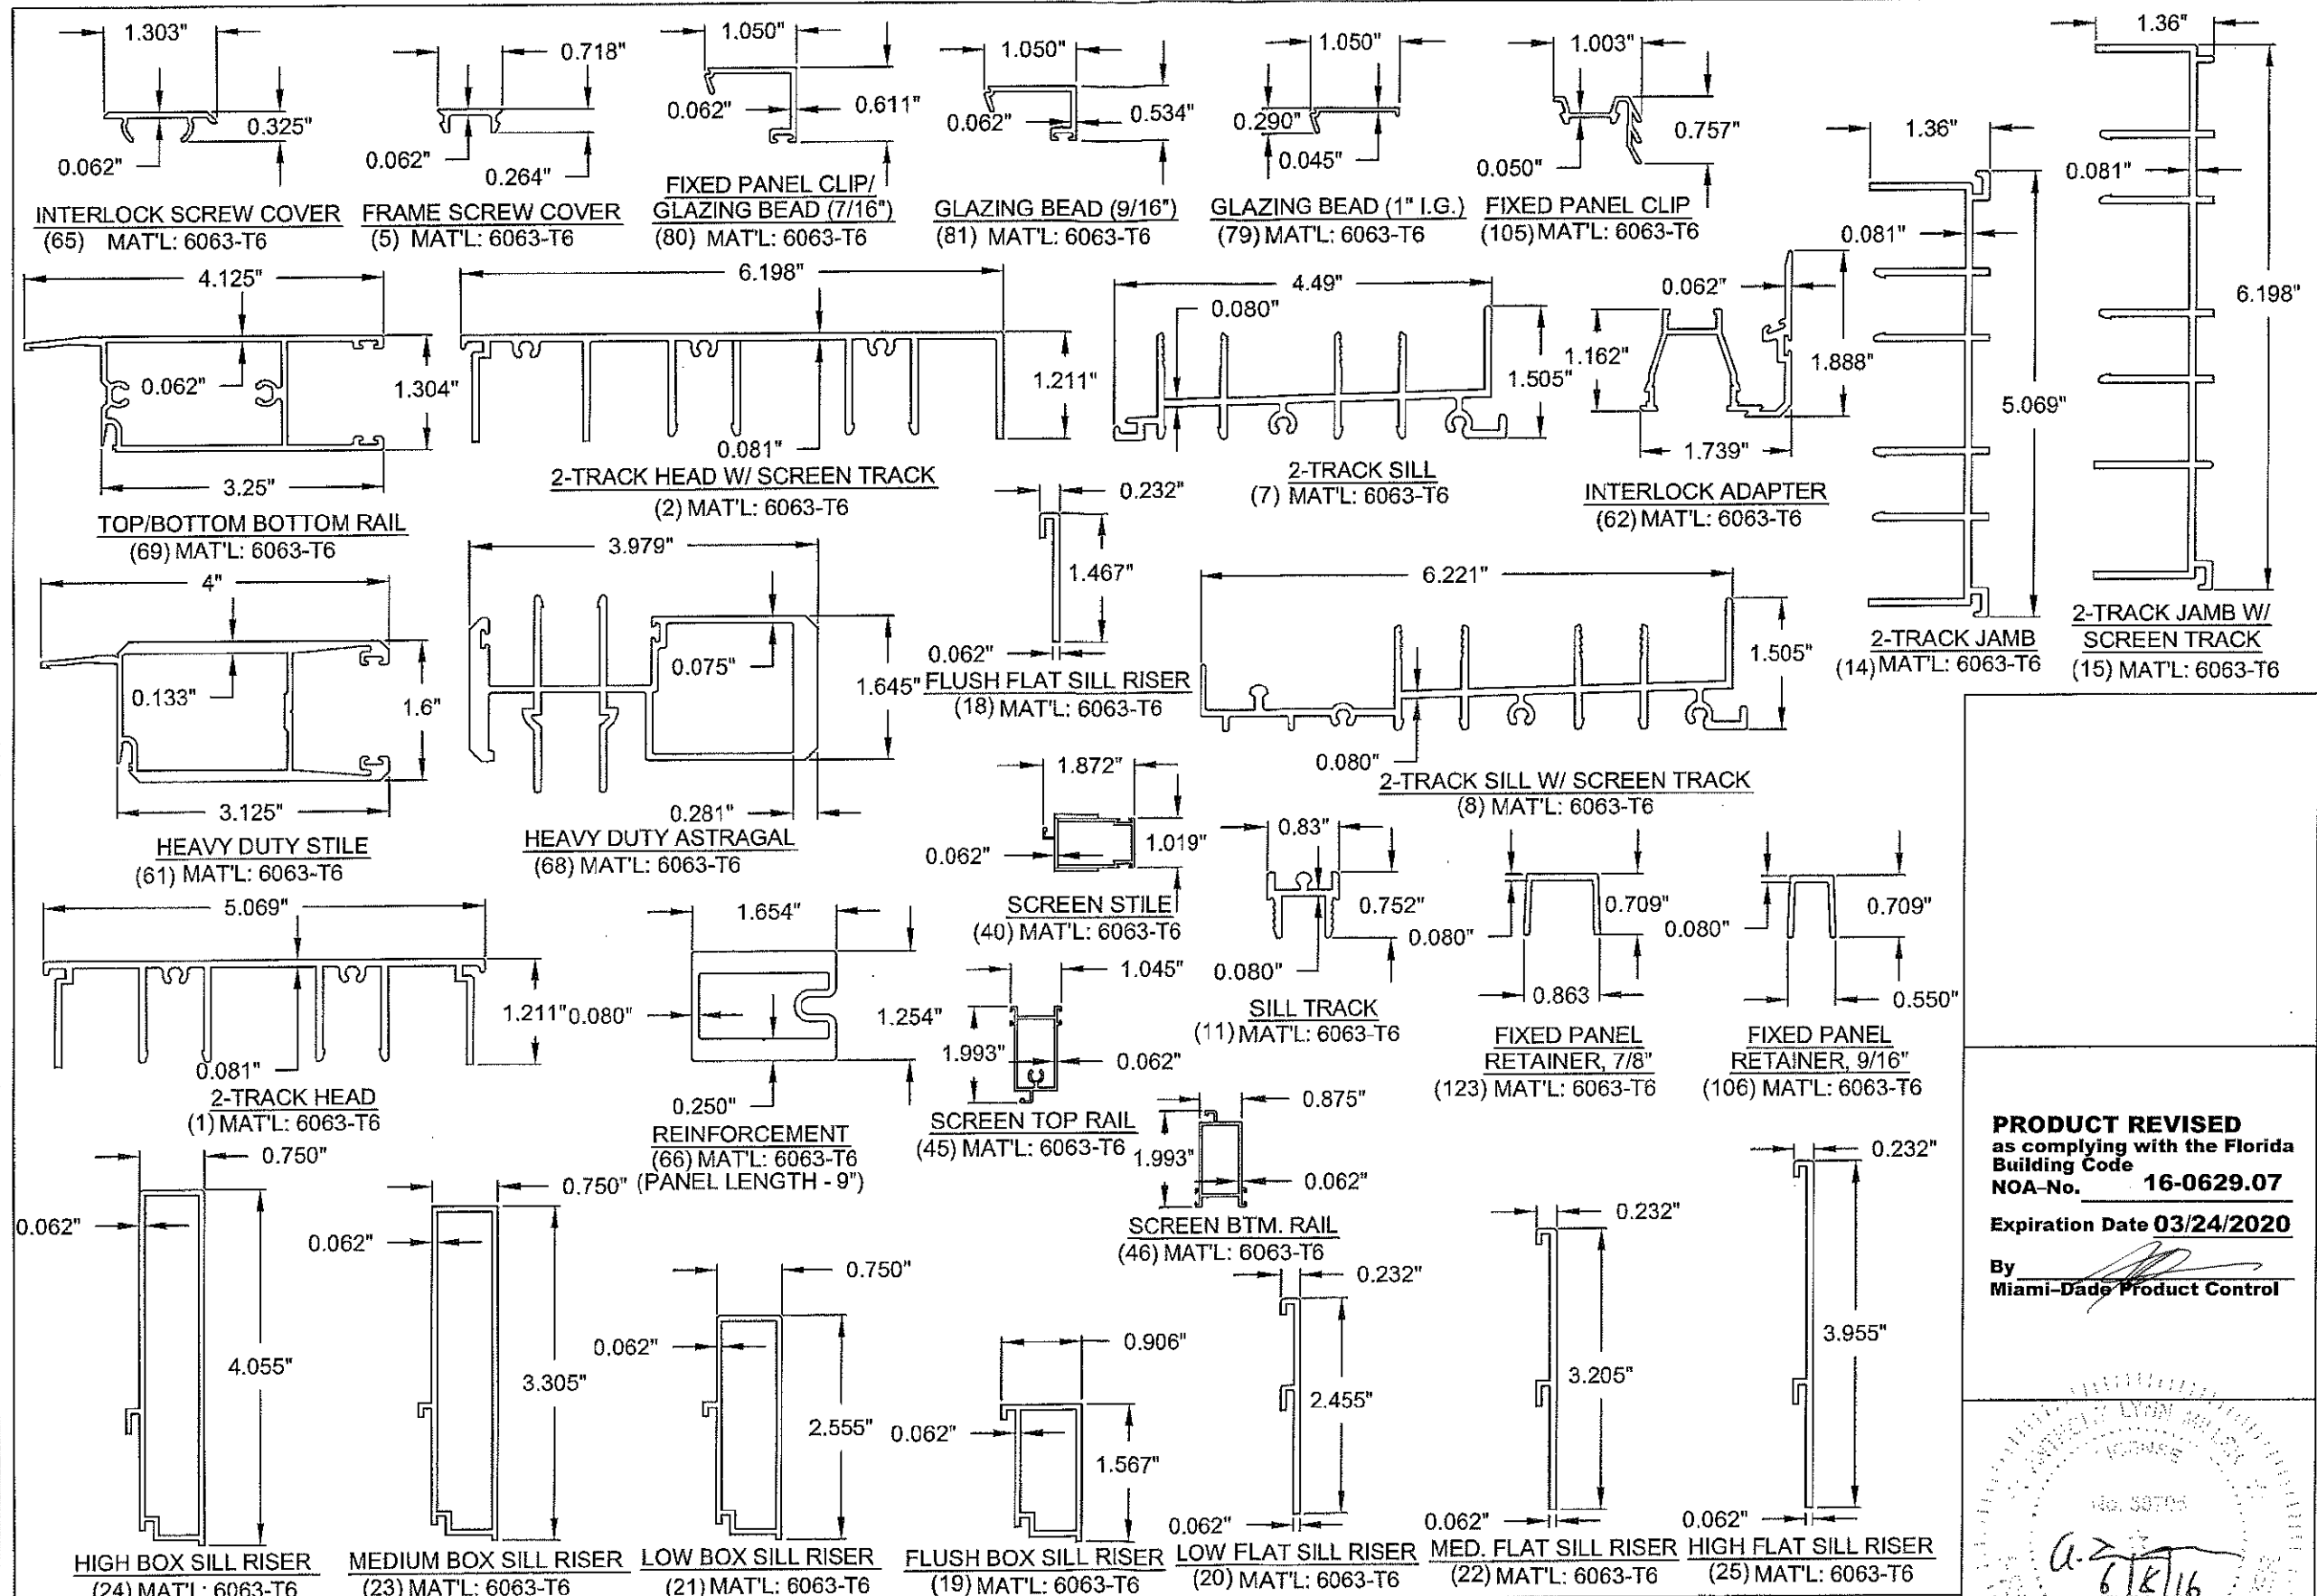 1.303"
0.062"
0.325"
INTERLOCK SCREW COVER
(65) MAT'L: 6063-T6
0.718"
0.062"
0.264"
FRAME SCREW COVER
(5) MAT'L: 6063-T6
1.050"
0.062"
0.611"
FIXED PANEL CLIP/
GLAZING BEAD (7/16")
(80) MAT'L: 6063-T6
1.050"
0.062"
0.534"
GLAZING BEAD (9/16")
(81) MAT'L: 6063-T6
1.050"
0.290"
0.045"
GLAZING BEAD (1" I.G.)
(79) MAT'L: 6063-T6
1.003"
0.757"
0.050"
FIXED PANEL CLIP
(105) MAT'L: 6063-T6
1.36"
0.081"
5.069"
2-TRACK JAMB
(14) MAT'L: 6063-T6
1.36"
0.081"
6.198"
2-TRACK JAMB W/
SCREEN TRACK
(15) MAT'L: 6063-T6
4.125"
0.062"
1.304"
3.25"
TOP/BOTTOM BOTTOM RAIL
(69) MAT'L: 6063-T6
6.198"
1.211"
0.081"
2-TRACK HEAD W/ SCREEN TRACK
(2) MAT'L: 6063-T6
4.49"
0.080"
1.505"
2-TRACK SILL
(7) MAT'L: 6063-T6
0.062"
1.162"
1.888"
1.739"
INTERLOCK ADAPTER
(62) MAT'L: 6063-T6
4"
0.133"
1.6"
3.125"
HEAVY DUTY STILE
(61) MAT'L: 6063-T6
3.979"
0.075"
1.645"
0.281"
HEAVY DUTY ASTRAGAL
(68) MAT'L: 6063-T6
0.232"
1.467"
0.062"
FLUSH FLAT SILL RISER
(18) MAT'L: 6063-T6
6.221"
1.505"
0.080"
2-TRACK SILL W/ SCREEN TRACK
(8) MAT'L: 6063-T6
1.872"
0.062"
1.019"
SCREEN STILE
(40) MAT'L: 6063-T6
0.83"
0.752"
0.080"
SILL TRACK
(11) MAT'L: 6063-T6
0.709"
0.080"
0.863
FIXED PANEL
RETAINER, 7/8"
(123) MAT'L: 6063-T6
0.709"
0.080"
0.550"
FIXED PANEL
RETAINER, 9/16"
(106) MAT'L: 6063-T6
5.069"
1.211"
0.081"
2-TRACK HEAD
(1) MAT'L: 6063-T6
1.654"
0.080"
1.254"
0.250"
REINFORCEMENT
(66) MAT'L: 6063-T6
(PANEL LENGTH - 9")
1.045"
1.993"
0.062"
SCREEN TOP RAIL
(45) MAT'L: 6063-T6
0.875"
1.993"
0.062"
SCREEN BTM. RAIL
(46) MAT'L: 6063-T6
PRODUCT REVISED
as complying with the Florida
Building Code
NOA-No. 16-0629.07
Expiration Date 03/24/2020
By
Miami-Dade Product Control
0.750"
0.062"
4.055"
HIGH BOX SILL RISER
(24) MAT'L: 6063-T6
0.750"
0.062"
3.305"
MEDIUM BOX SILL RISER
(23) MAT'L: 6063-T6
0.750"
0.062"
2.555"
LOW BOX SILL RISER
(21) MAT'L: 6063-T6
0.906"
0.062"
1.567"
FLUSH BOX SILL RISER
(19) MAT'L: 6063-T6
0.232"
2.455"
0.062"
LOW FLAT SILL RISER
(20) MAT'L: 6063-T6
0.232"
3.205"
0.062"
MED. FLAT SILL RISER
(22) MAT'L: 6063-T6
0.232"
3.955"
0.062"
HIGH FLAT SILL RISER
(25) MAT'L: 6063-T6
LYNN
No.
6/8/16